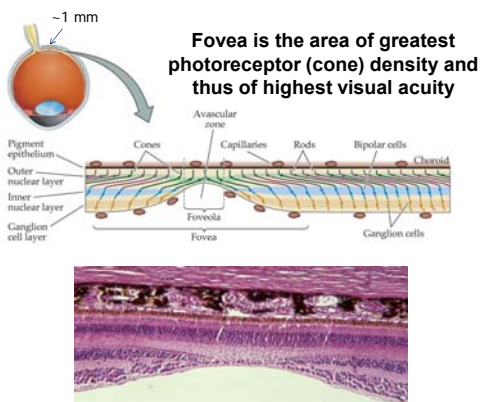 ~1 mm
Fovea is the area of greatest
photoreceptor (cone) density and
thus of highest visual acuity
Avascular
zone
Pigment
epithelium
Cones
Capillaries
Rods
Bipolar cells
Choroid
Outer
nuclear layer
Inner
nuclear layer
Ganglion
cell layer
Foveola
Fovea
Ganglion cells